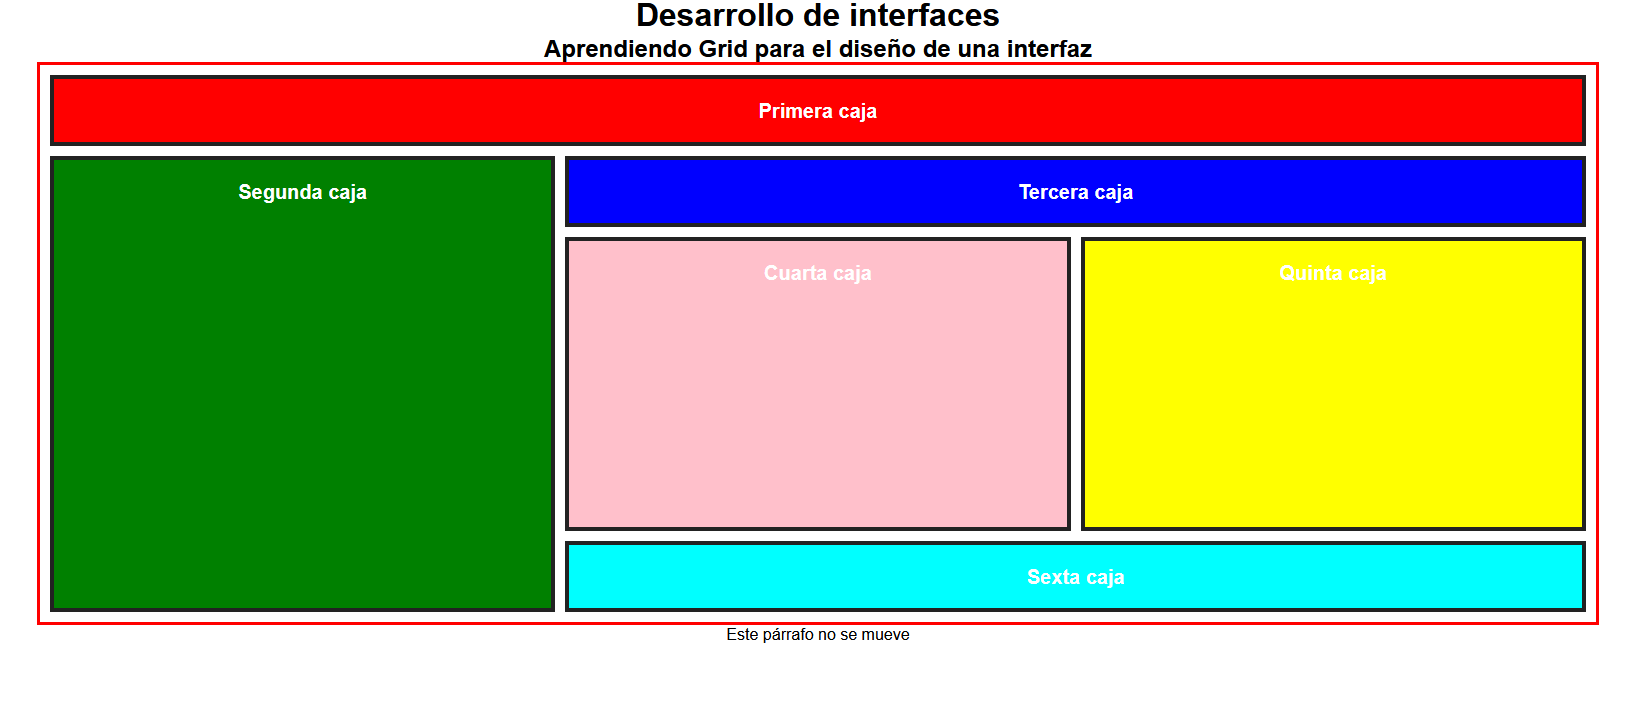 Desarrollo de interfaces
Aprendiendo Grid para el diseño de una interfaz
Primera caja
Segunda caja
Tercera caja
Cuarta caja
Quinta caja
Sexta caja
Este párrafo no se mueve